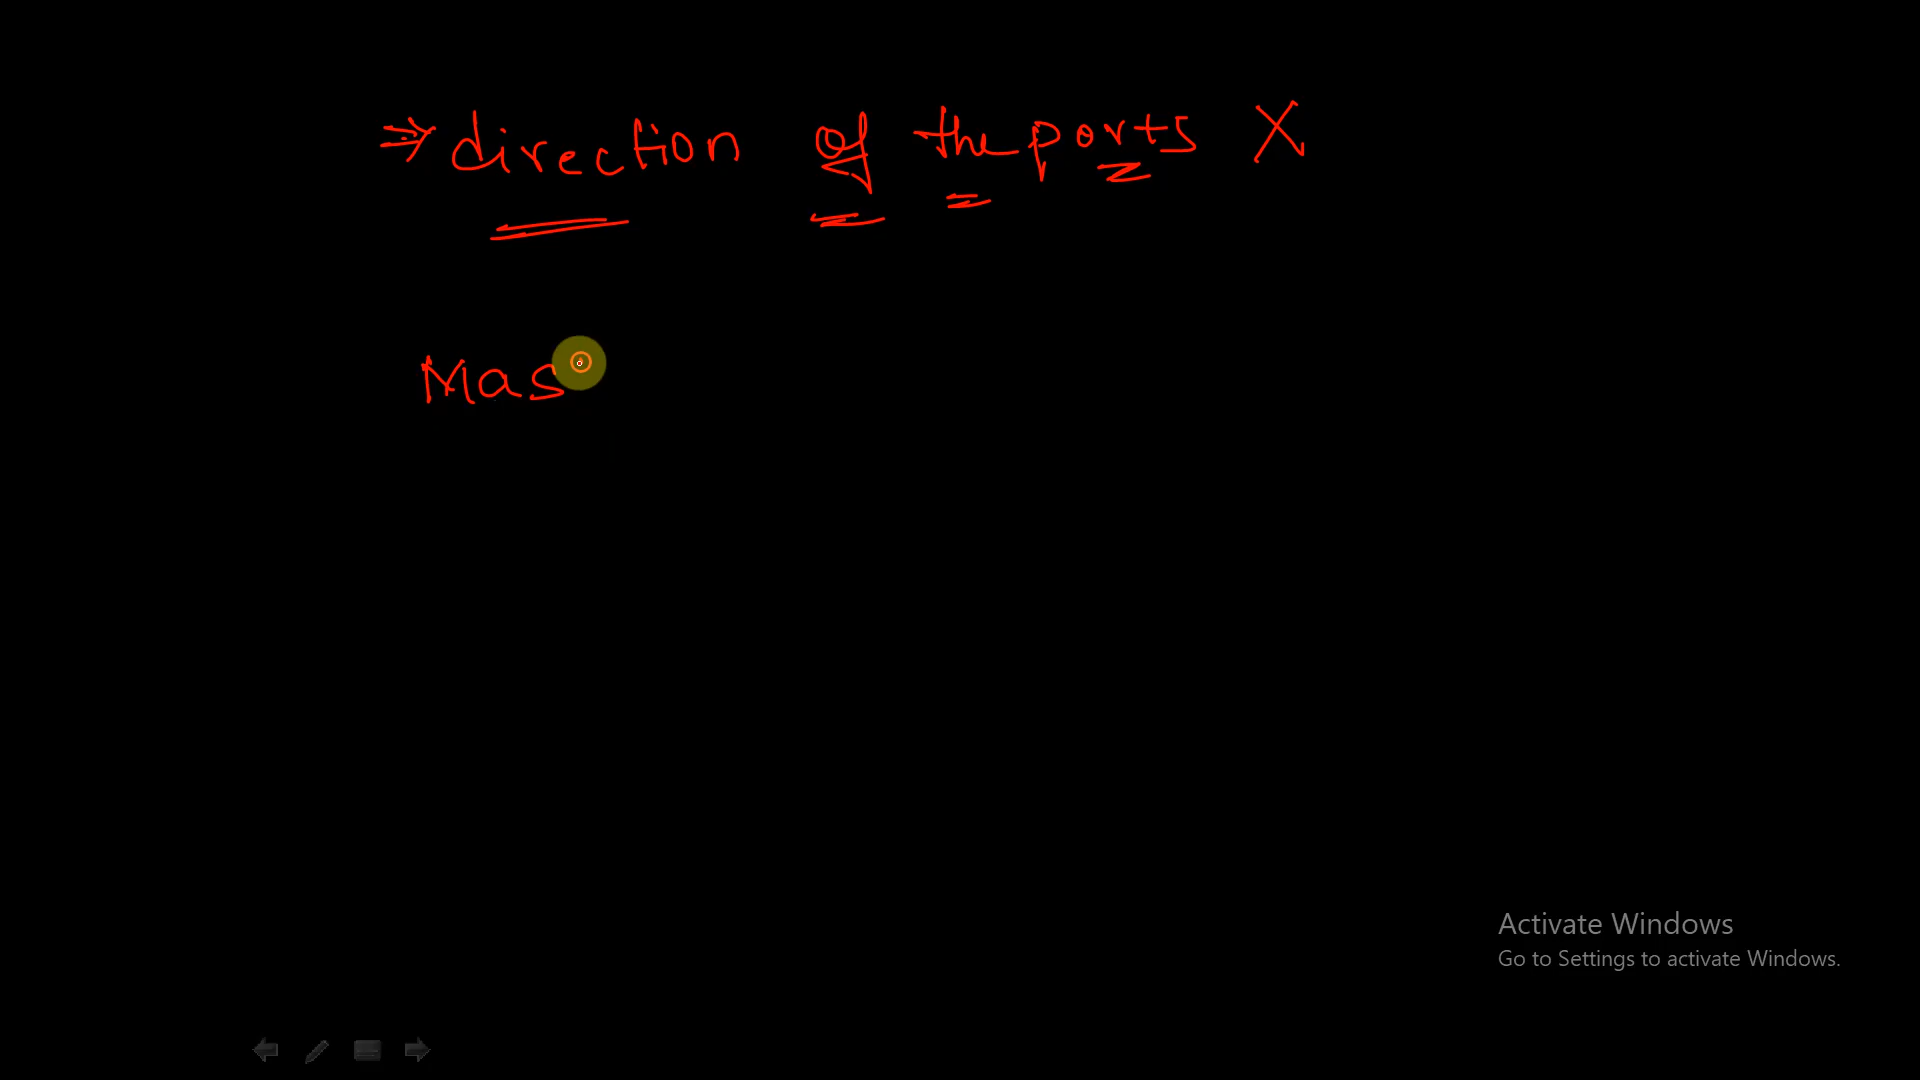 ⇒ direction of the ports X
Mas
Activate Windows
Go to Settings to activate Windows.